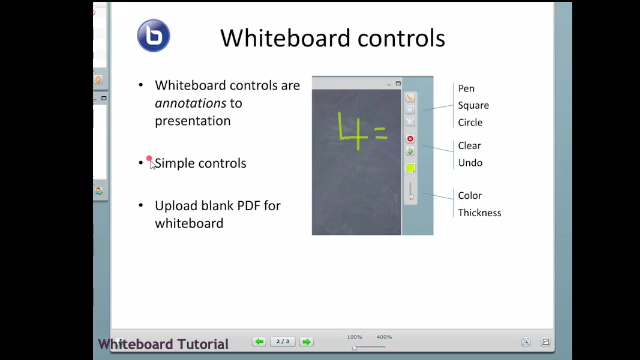 b
Whiteboard controls
• Whiteboard controls are
annotations to
presentation
• Simple controls
• Upload blank PDF for
whiteboard
4 =
Pen
Square
Circle
Clear
Undo
Color
Thickness
Whiteboard Tutorial
2 / 3
100% 400%